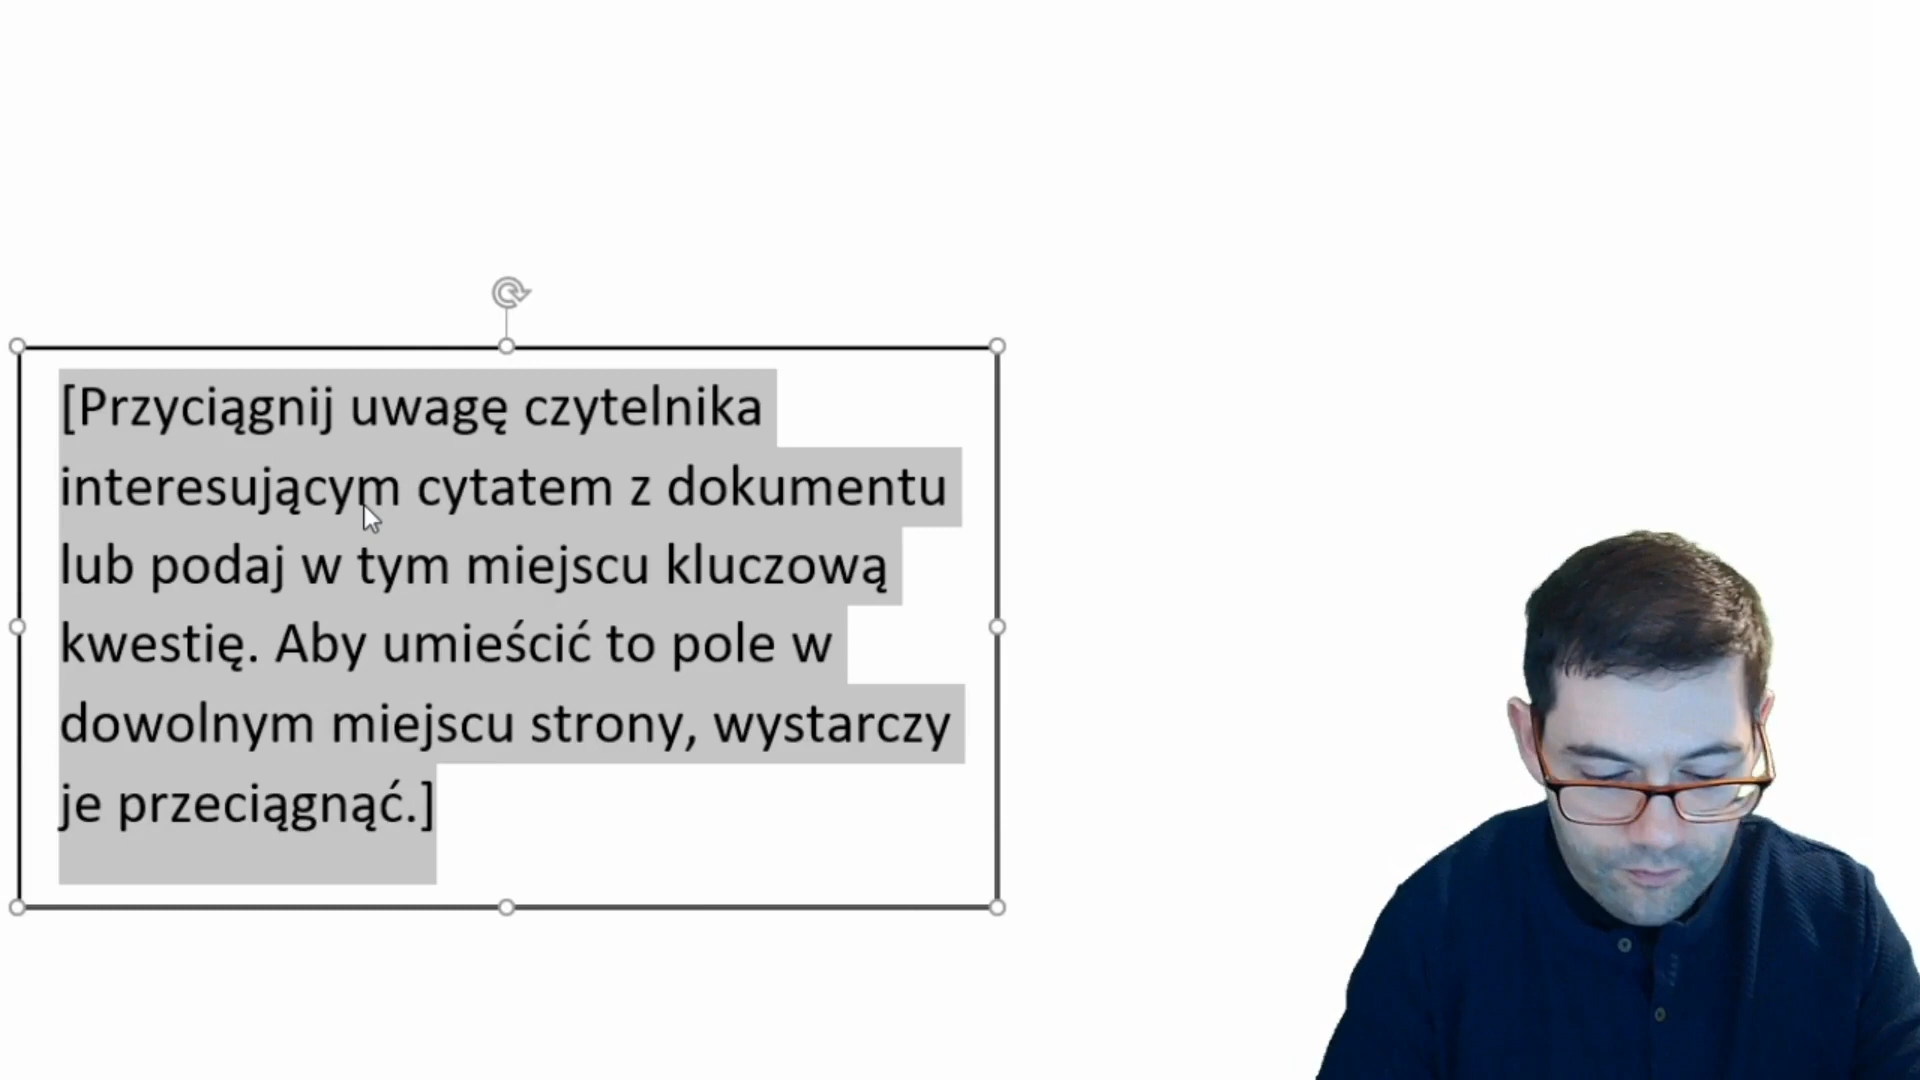 [Przyciągnij uwagę czytelnika
interesującym cytatem z dokumentu
lub podaj w tym miejscu kluczową
kwestię. Aby umieścić to pole w
dowolnym miejscu strony, wystarczy
je przeciągnąć.]